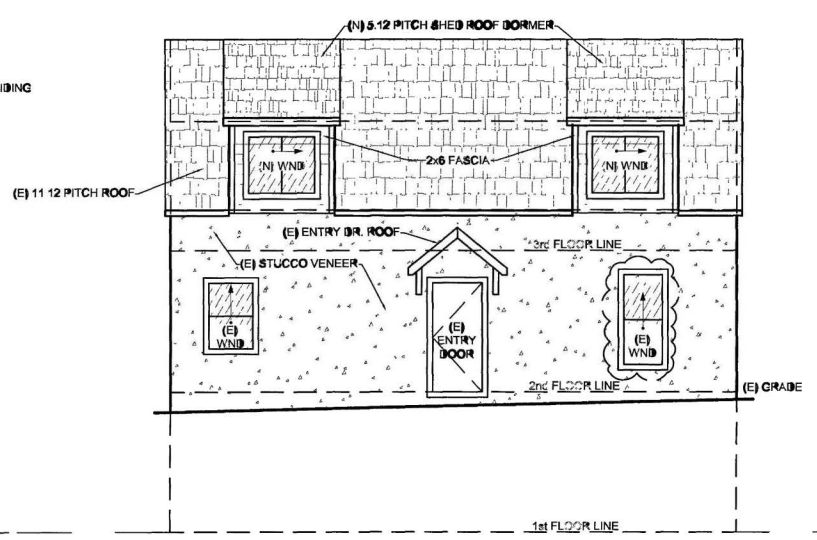 (N) 5.12 PITCH SHED ROOF DORMER
(N) WND
2x6 FASCIA
(N) WND
(E) 11 12 PITCH ROOF
(E) ENTRY DR. ROOF
3rd FLOOR LINE
(E) STUCCO VENEER
(E)
WND
(E)
ENTRY
DOOR
(E)
WND
2nd FLOOR LINE
(E) GRADE
1st FLOOR LINE